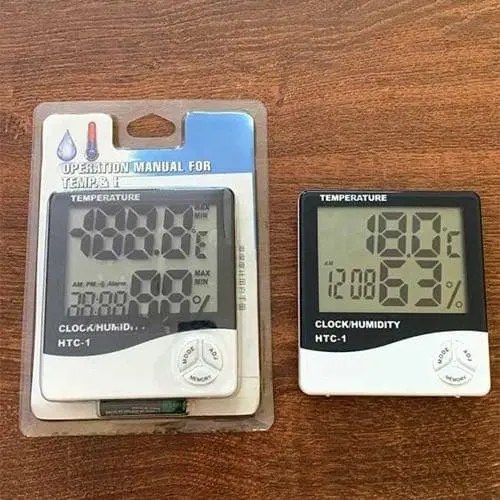 OPERATION MANUAL FOR
TEMP.&
TEMPERATURE
MAX
MIN
AM PM Alarm
MAX
MIN
%
CLOCK/HUMIDITY
HTC-1
MODE
ADJ
MEMORY
TEMPERATURE
18.0°C
AM
12 08
63%
CLOCK/HUMIDITY
HTC-1
MODE
ADJ
MEMORY